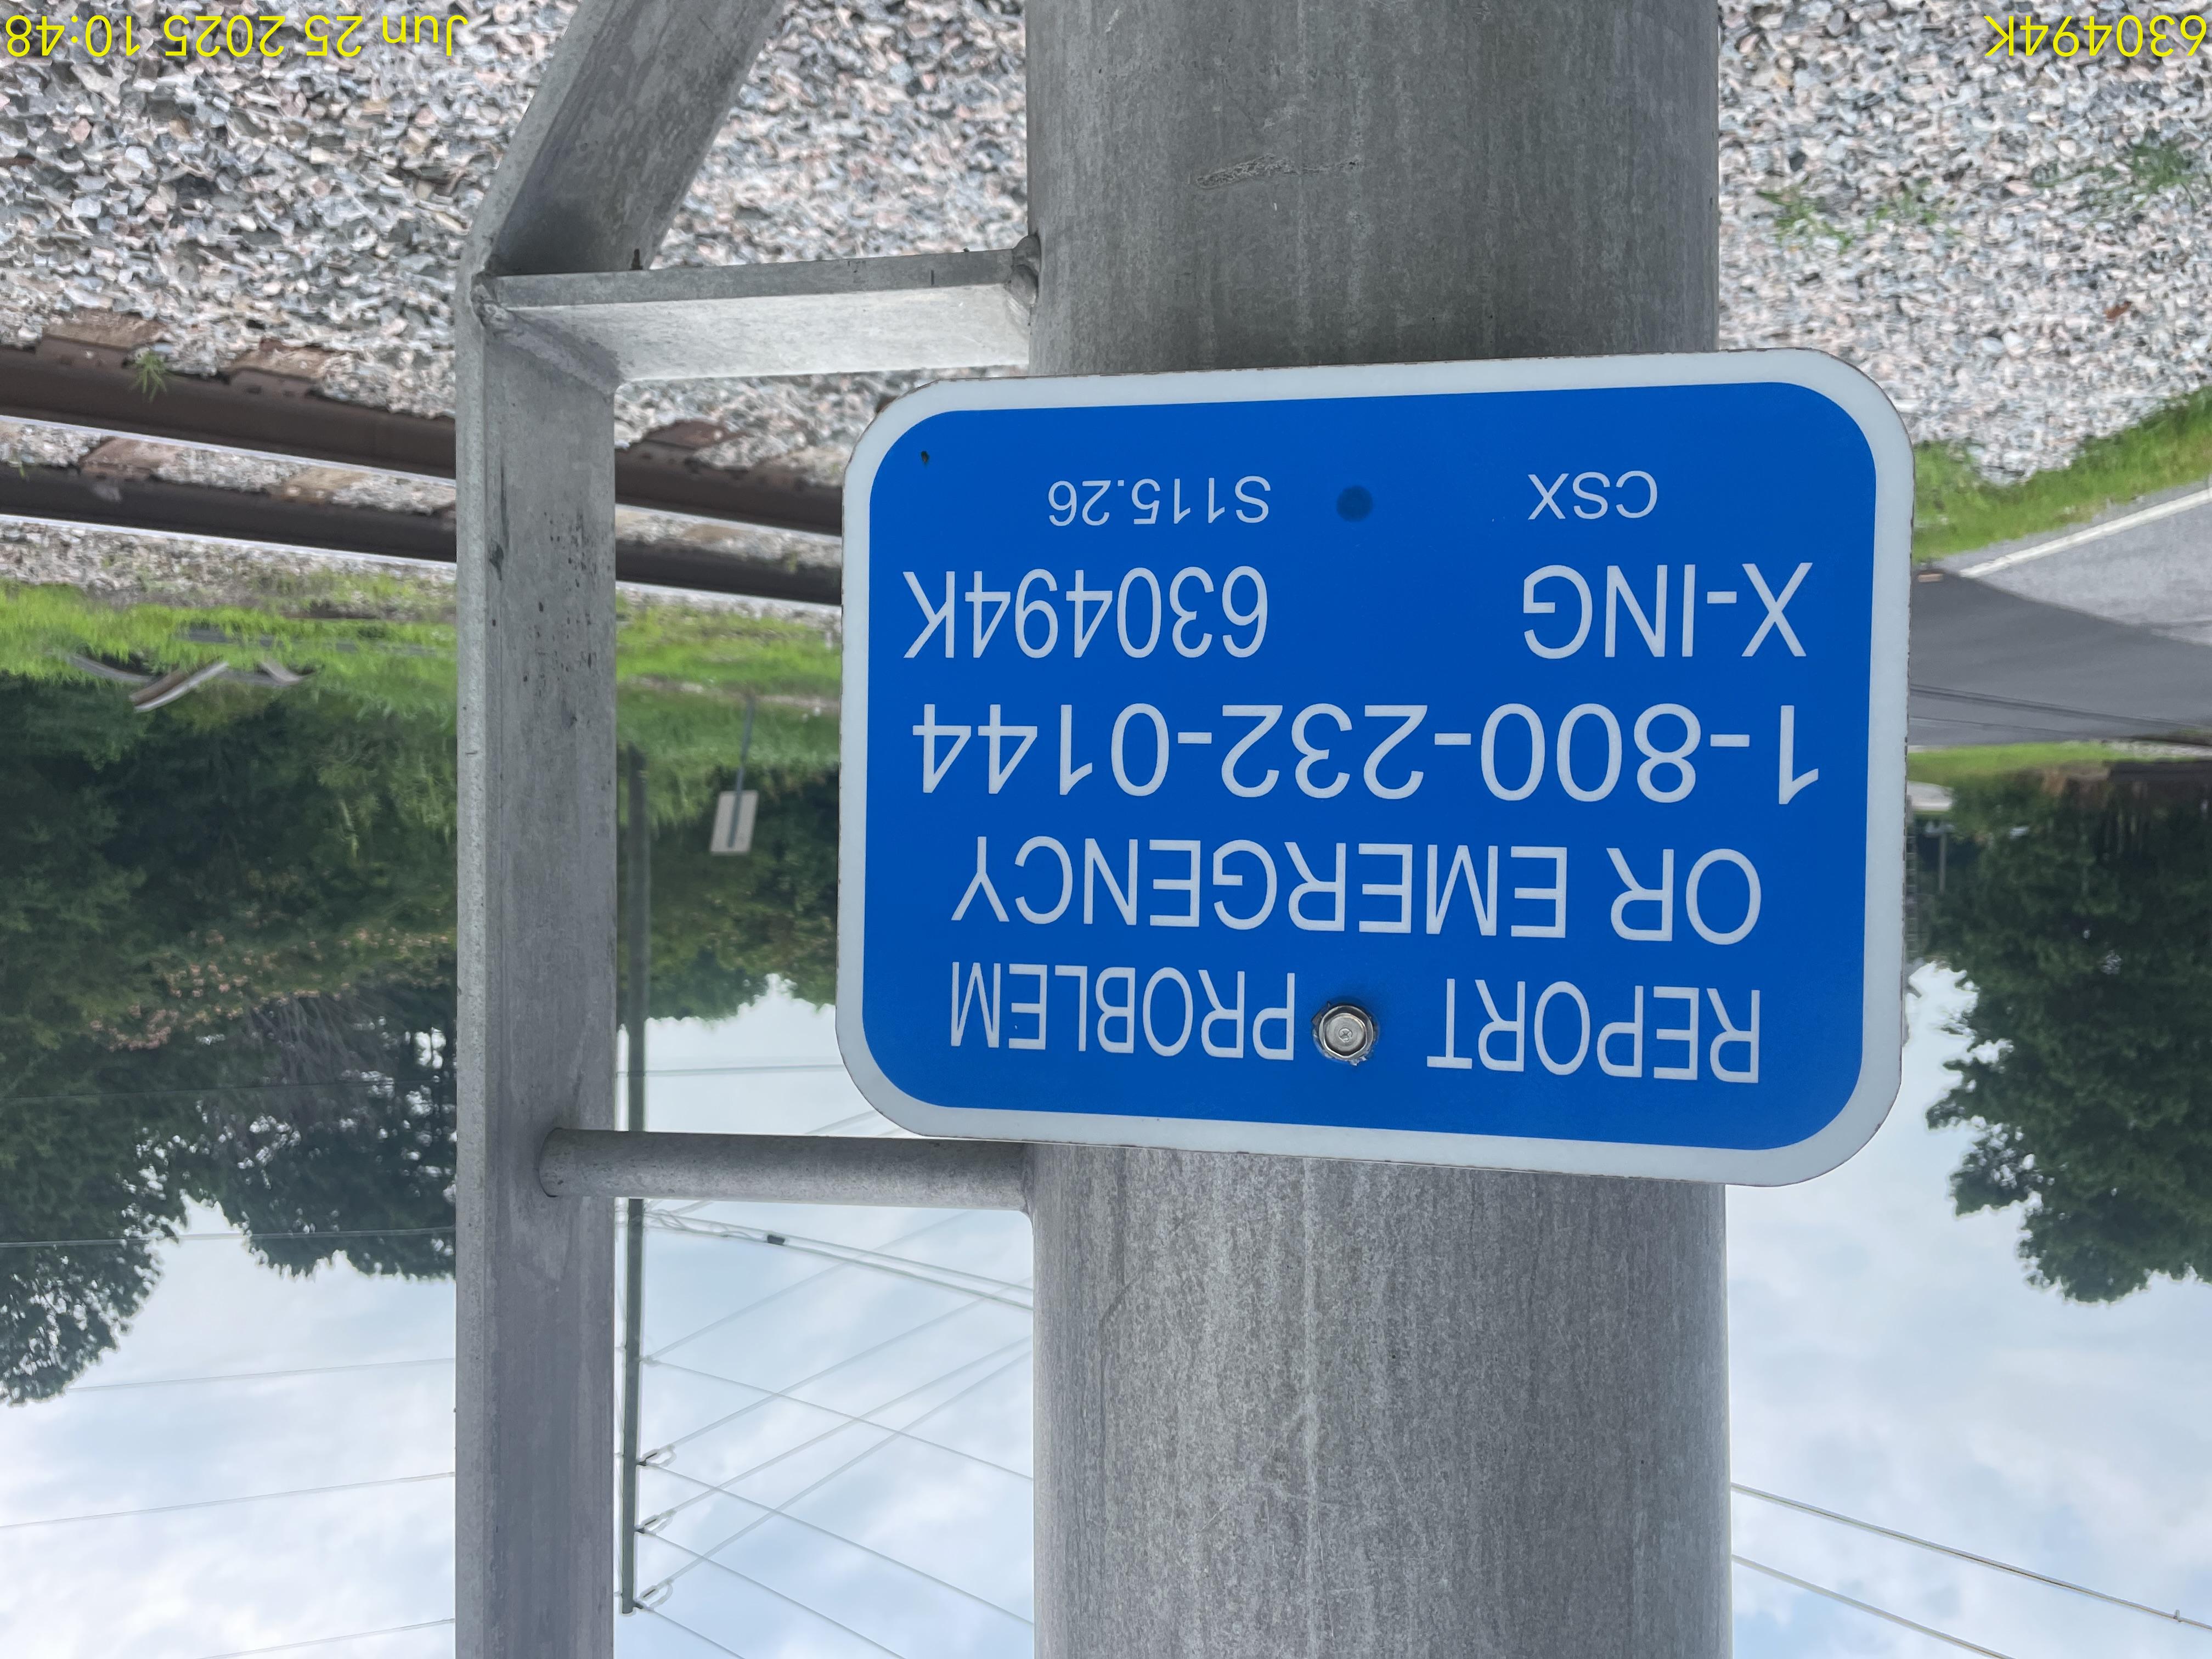 REPORT PROBLEM
OR EMERGENCY
1-800-232-0144
X-ING 630494K
CSX S115.26
630494K Jun 25 2025 10:48